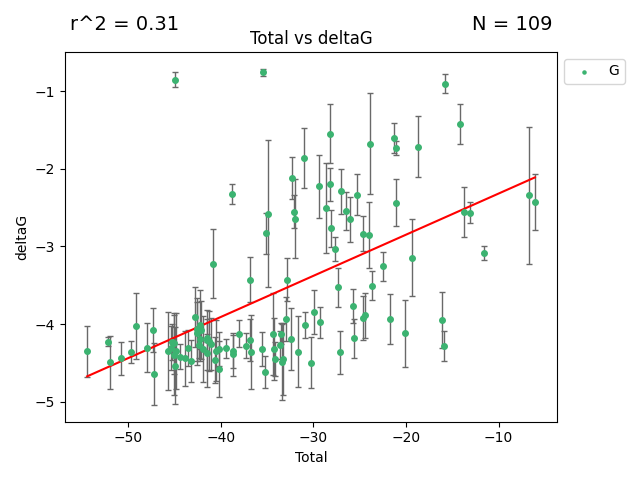 r^2 = 0.31
N = 109
Total vs deltaG
G
−1
−2
−3
−4
−5
deltaG
−50 −40 −30 −20 −10
Total